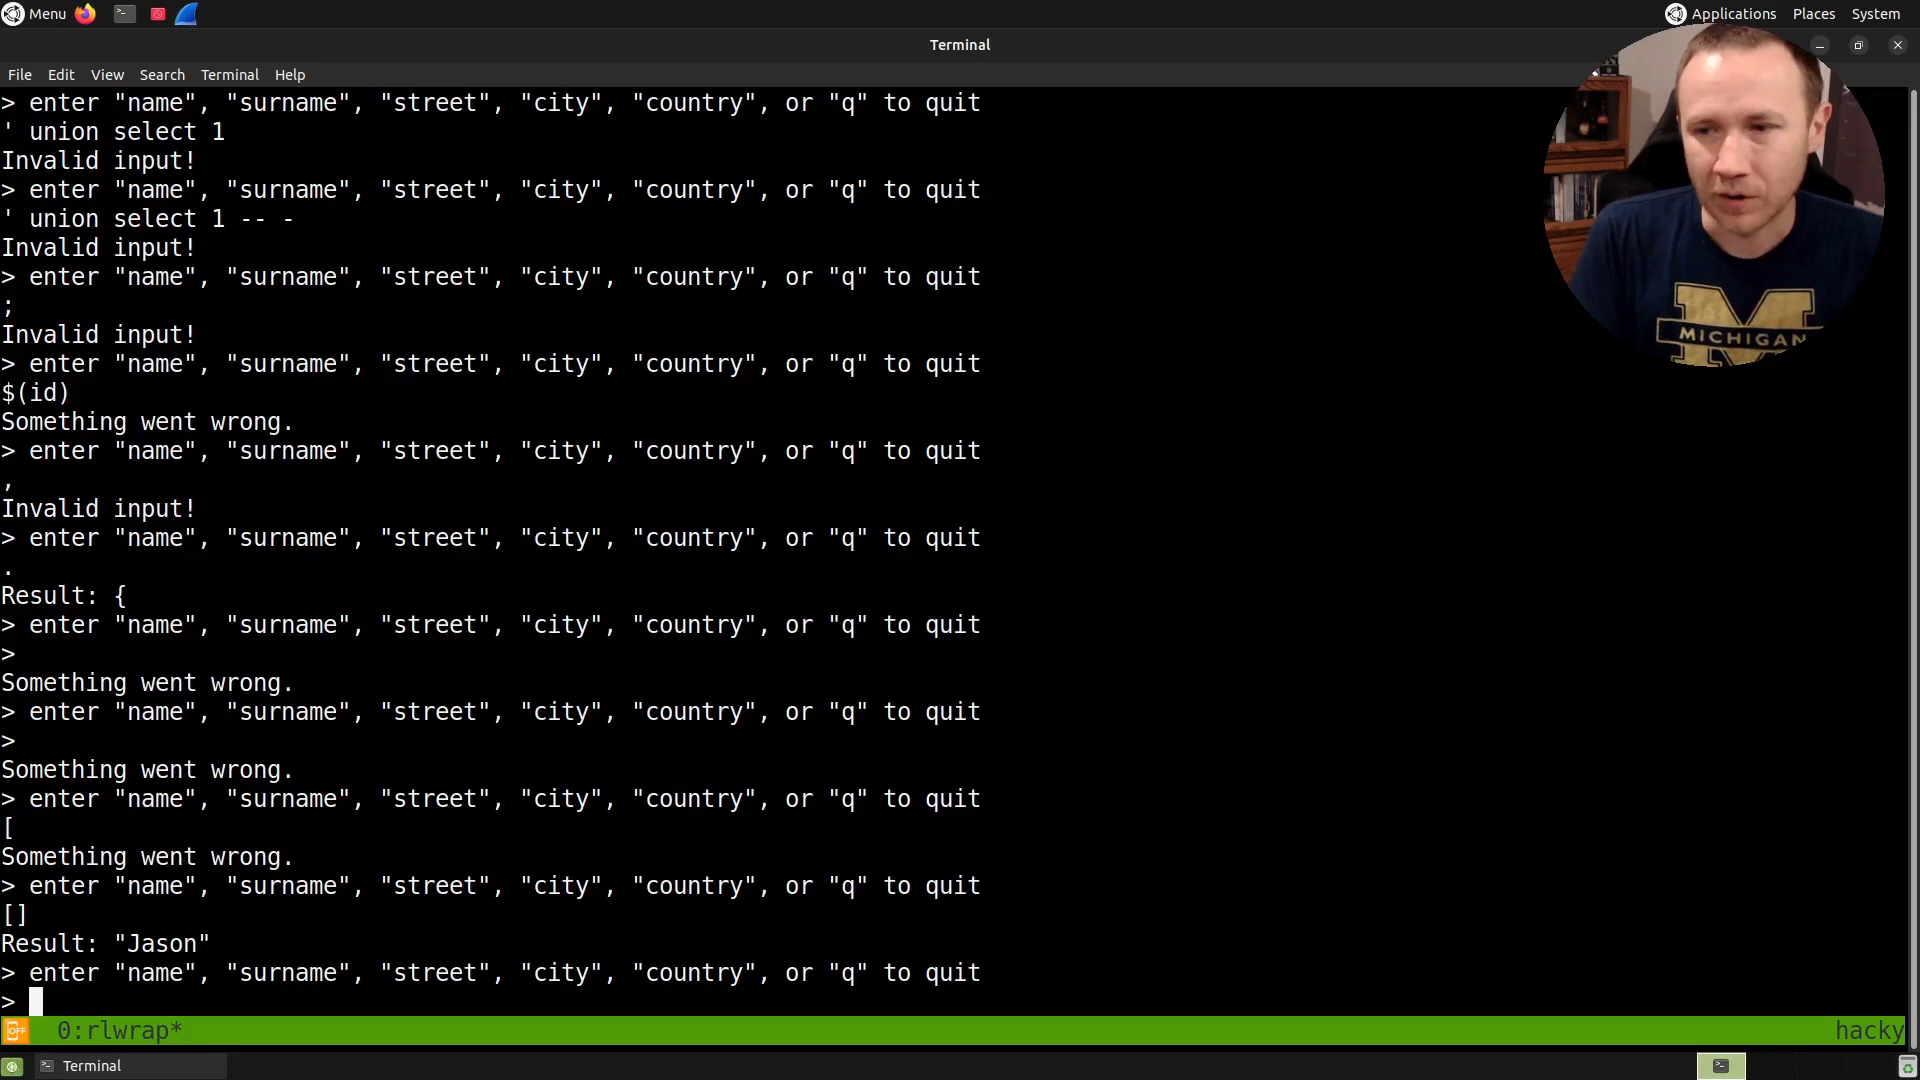 Menu
Applications Places System
Terminal
File Edit View Search Terminal Help
> enter "name", "surname", "street", "city", "country", or "q" to quit
' union select 1
Invalid input!
> enter "name", "surname", "street", "city", "country", or "q" to quit
' union select 1 -- -
Invalid input!
> enter "name", "surname", "street", "city", "country", or "q" to quit
;
Invalid input!
> enter "name", "surname", "street", "city", "country", or "q" to quit
$(id)
Something went wrong.
> enter "name", "surname", "street", "city", "country", or "q" to quit
,
Invalid input!
> enter "name", "surname", "street", "city", "country", or "q" to quit
.
Result: {
> enter "name", "surname", "street", "city", "country", or "q" to quit
>
Something went wrong.
> enter "name", "surname", "street", "city", "country", or "q" to quit
>
Something went wrong.
> enter "name", "surname", "street", "city", "country", or "q" to quit
[
Something went wrong.
> enter "name", "surname", "street", "city", "country", or "q" to quit
[]
Result: "Jason"
> enter "name", "surname", "street", "city", "country", or "q" to quit
>
OFF 0:rlwrap* hacky
Terminal
M
MICHIGAN